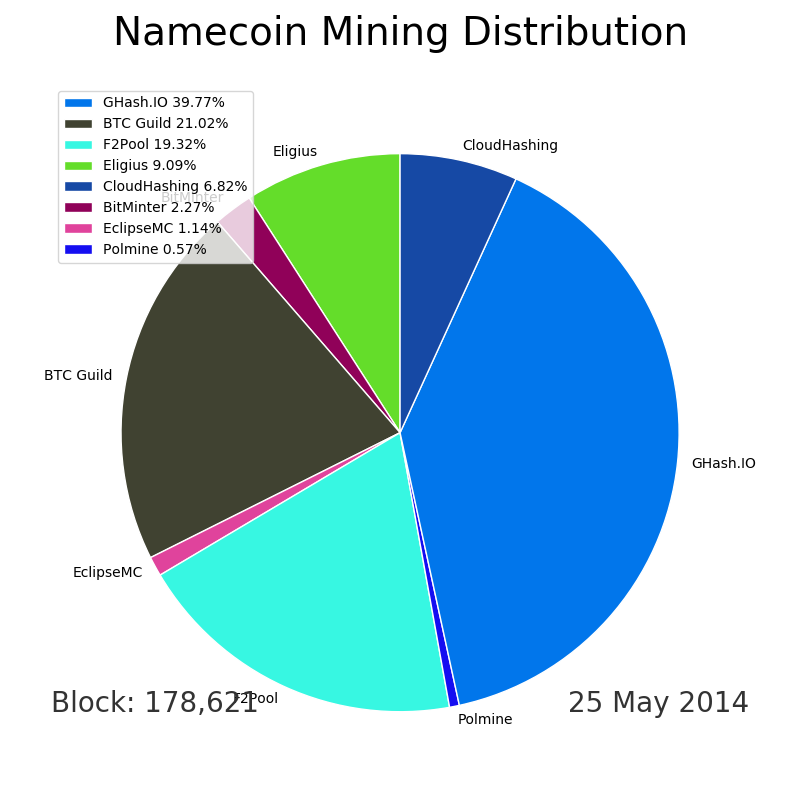 Namecoin Mining Distribution
GHash.IO 39.77%
BTC Guild 21.02%
F2Pool 19.32%
Eligius 9.09%
CloudHashing 6.82%
BitMinter 2.27%
EclipseMC 1.14%
Polmine 0.57%
Eligius
CloudHashing
BitMinter
BTC Guild
GHash.IO
EclipseMC
F2Pool
Polmine
Block: 178,621
25 May 2014